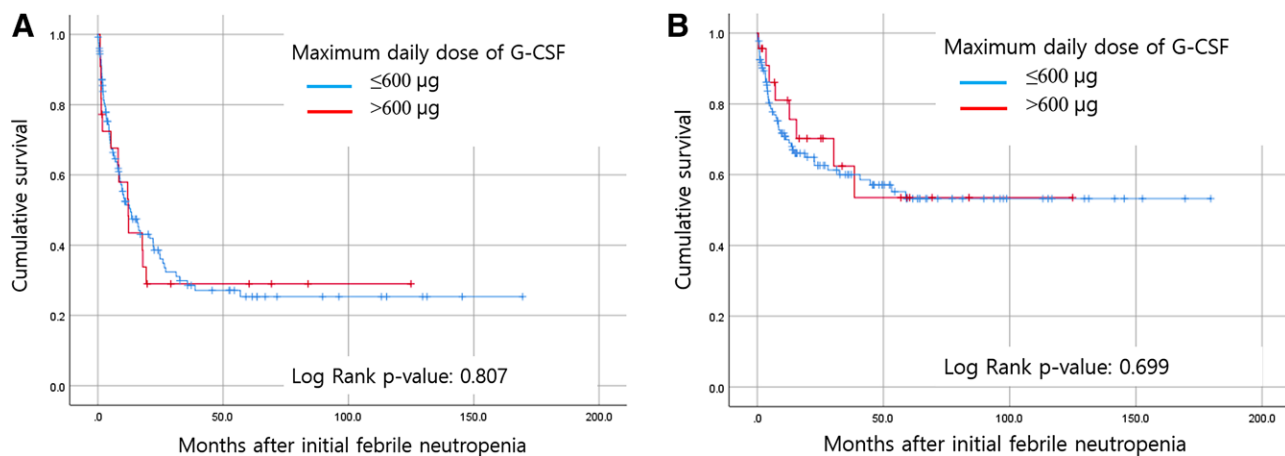 A
Maximum daily dose of G-CSF
≤600 µg
>600 µg
Cumulative survival
1.0
0.8
0.6
0.4
0.2
0.0
Log Rank p-value: 0.807
.0 50.0 100.0 150.0 200.0
Months after initial febrile neutropenia
B
Maximum daily dose of G-CSF
≤600 µg
>600 µg
Cumulative survival
1.0
0.8
0.6
0.4
0.2
0.0
Log Rank p-value: 0.699
.0 50.0 100.0 150.0 200.0
Months after initial febrile neutropenia